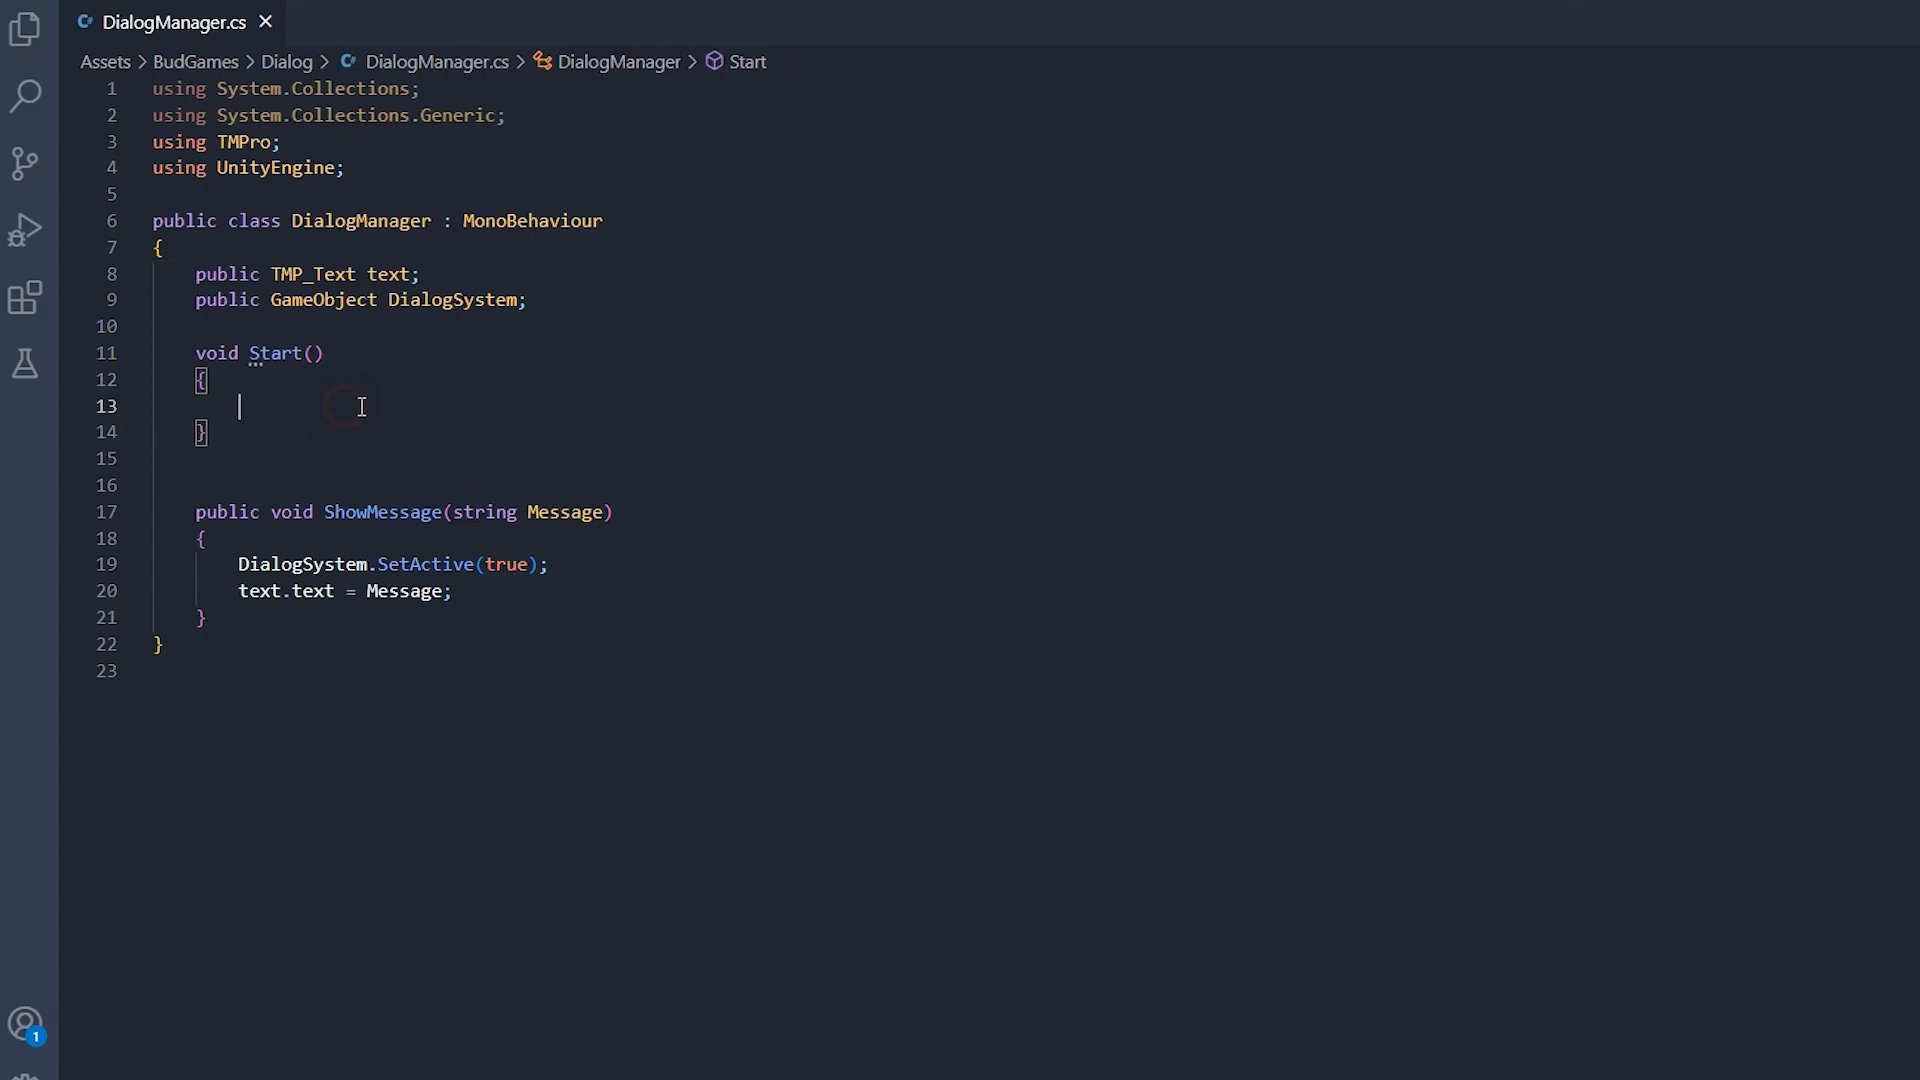 DialogManager.cs
Assets > BudGames > Dialog > DialogManager.cs > DialogManager > Start
1 using System.Collections;
2 using System.Collections.Generic;
3 using TMPro;
4 using UnityEngine;
5
6 public class DialogManager : MonoBehaviour
7 {
8 public TMP_Text text;
9 public GameObject DialogSystem;
10
11 void Start()
12 {
13
14 }
15
16
17 public void ShowMessage(string Message)
18 {
19 DialogSystem.SetActive(true);
20 text.text = Message;
21 }
22 }
23
1